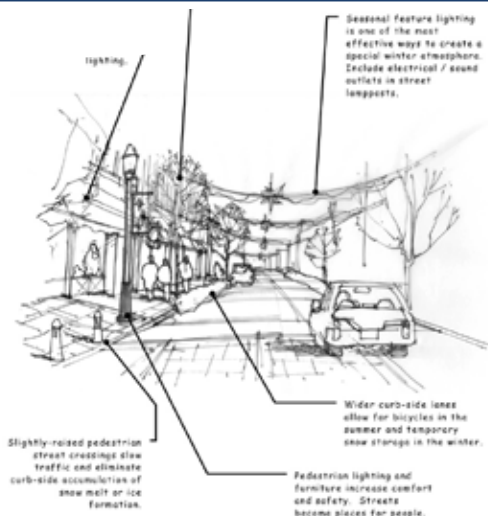 lighting.
Seasonal feature lighting
is one of the most
effective ways to create a
special winter atmosphere.
Include electrical / sound
outlets in street
lampposts.
Wider curb-side lanes
allow for bicycles in the
summer and temporary
snow storage in the winter.
Slightly-raised pedestrian
street crossings slow
traffic and eliminate
curb-side accumulation of
snow melt or ice
formation.
Pedestrian lighting and
furniture increase comfort
and safety. Streets
become places for people.